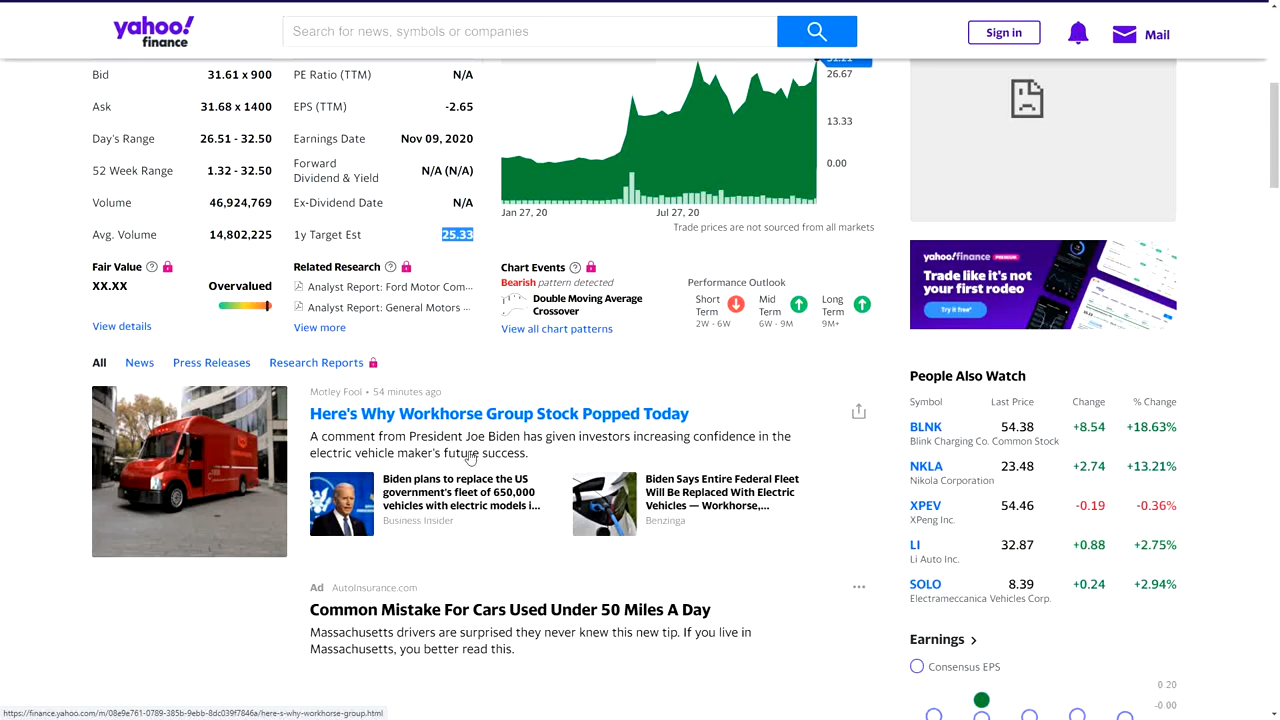 yahoo!
finance
Search for news, symbols or companies
Sign in
Mail
Bid 31.61 x 900
Ask 31.68 x 1400
Day's Range 26.51 - 32.50
52 Week Range 1.32 - 32.50
Volume 46,924,769
Avg. Volume 14,802,225
PE Ratio (TTM) N/A
EPS (TTM) -2.65
Earnings Date Nov 09, 2020
Forward
Dividend & Yield N/A (N/A)
Ex-Dividend Date N/A
1y Target Est 25.33
26.67
13.33
0.00
Jan 27, 20 Jul 27, 20
Trade prices are not sourced from all markets
Fair Value
XX.XX Overvalued
View details
Related Research
Analyst Report: Ford Motor Com...
Analyst Report: General Motors ...
View more
Chart Events
Bearish pattern detected
Double Moving Average
Crossover
View all chart patterns
Performance Outlook
Short
Term
2W - 6W
Mid
Term
6W - 9M
Long
Term
9M+
yahoo!finance PREMIUM
Trade like it's not
your first rodeo
Try it free*
All News Press Releases Research Reports
Motley Fool • 54 minutes ago
Here's Why Workhorse Group Stock Popped Today
A comment from President Joe Biden has given investors increasing confidence in the
electric vehicle maker's future success.
Biden plans to replace the US
government's fleet of 650,000
vehicles with electric models i...
Business Insider
Biden Says Entire Federal Fleet
Will Be Replaced With Electric
Vehicles — Workhorse,...
Benzinga
Ad AutoInsurance.com
Common Mistake For Cars Used Under 50 Miles A Day
Massachusetts drivers are surprised they never knew this new tip. If you live in
Massachusetts, you better read this.
People Also Watch
Symbol Last Price Change % Change
BLNK 54.38 +8.54 +18.63%
Blink Charging Co. Common Stock
NKLA 23.48 +2.74 +13.21%
Nikola Corporation
XPEV 54.46 -0.19 -0.36%
XPeng Inc.
LI 32.87 +0.88 +2.75%
Li Auto Inc.
SOLO 8.39 +0.24 +2.94%
Electrameccanica Vehicles Corp.
Earnings
Consensus EPS
0 20
-0.00
https://finance.yahoo.com/m/08e9e761-0789-385b-9ebb-8dc039f7846a/here-s-why-workhorse-group.html